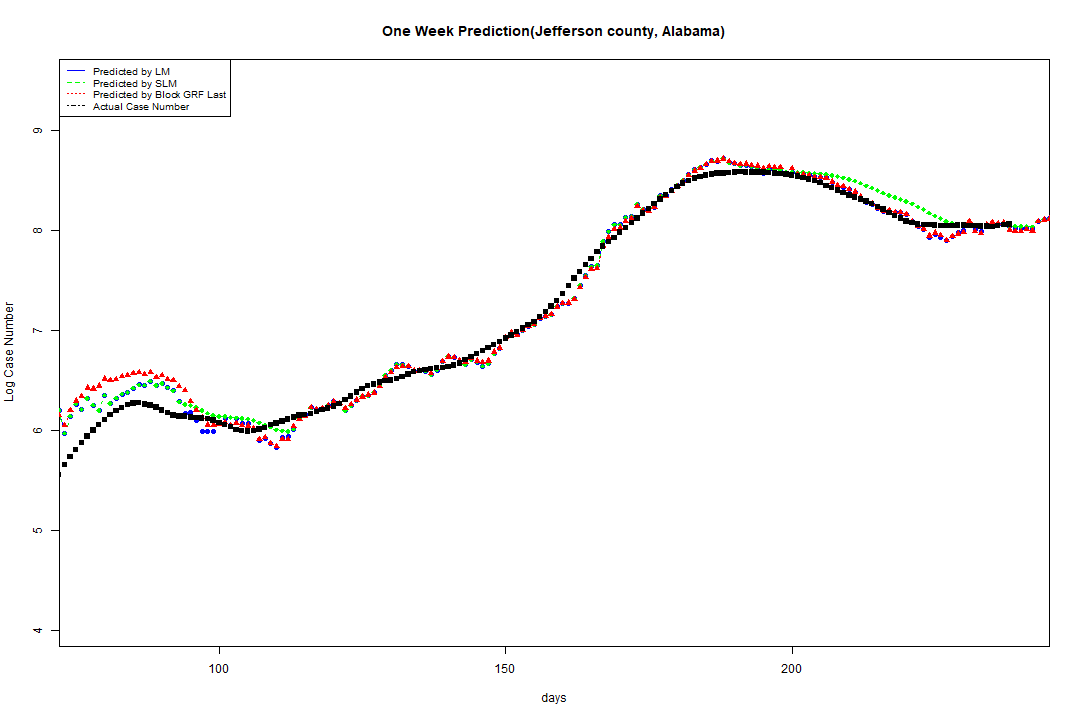 One Week Prediction(Jefferson county, Alabama)
Predicted by LM
Predicted by SLM
Predicted by Block GRF Last
Actual Case Number
9
8
7
6
5
4
Log Case Number
100
150
200
days